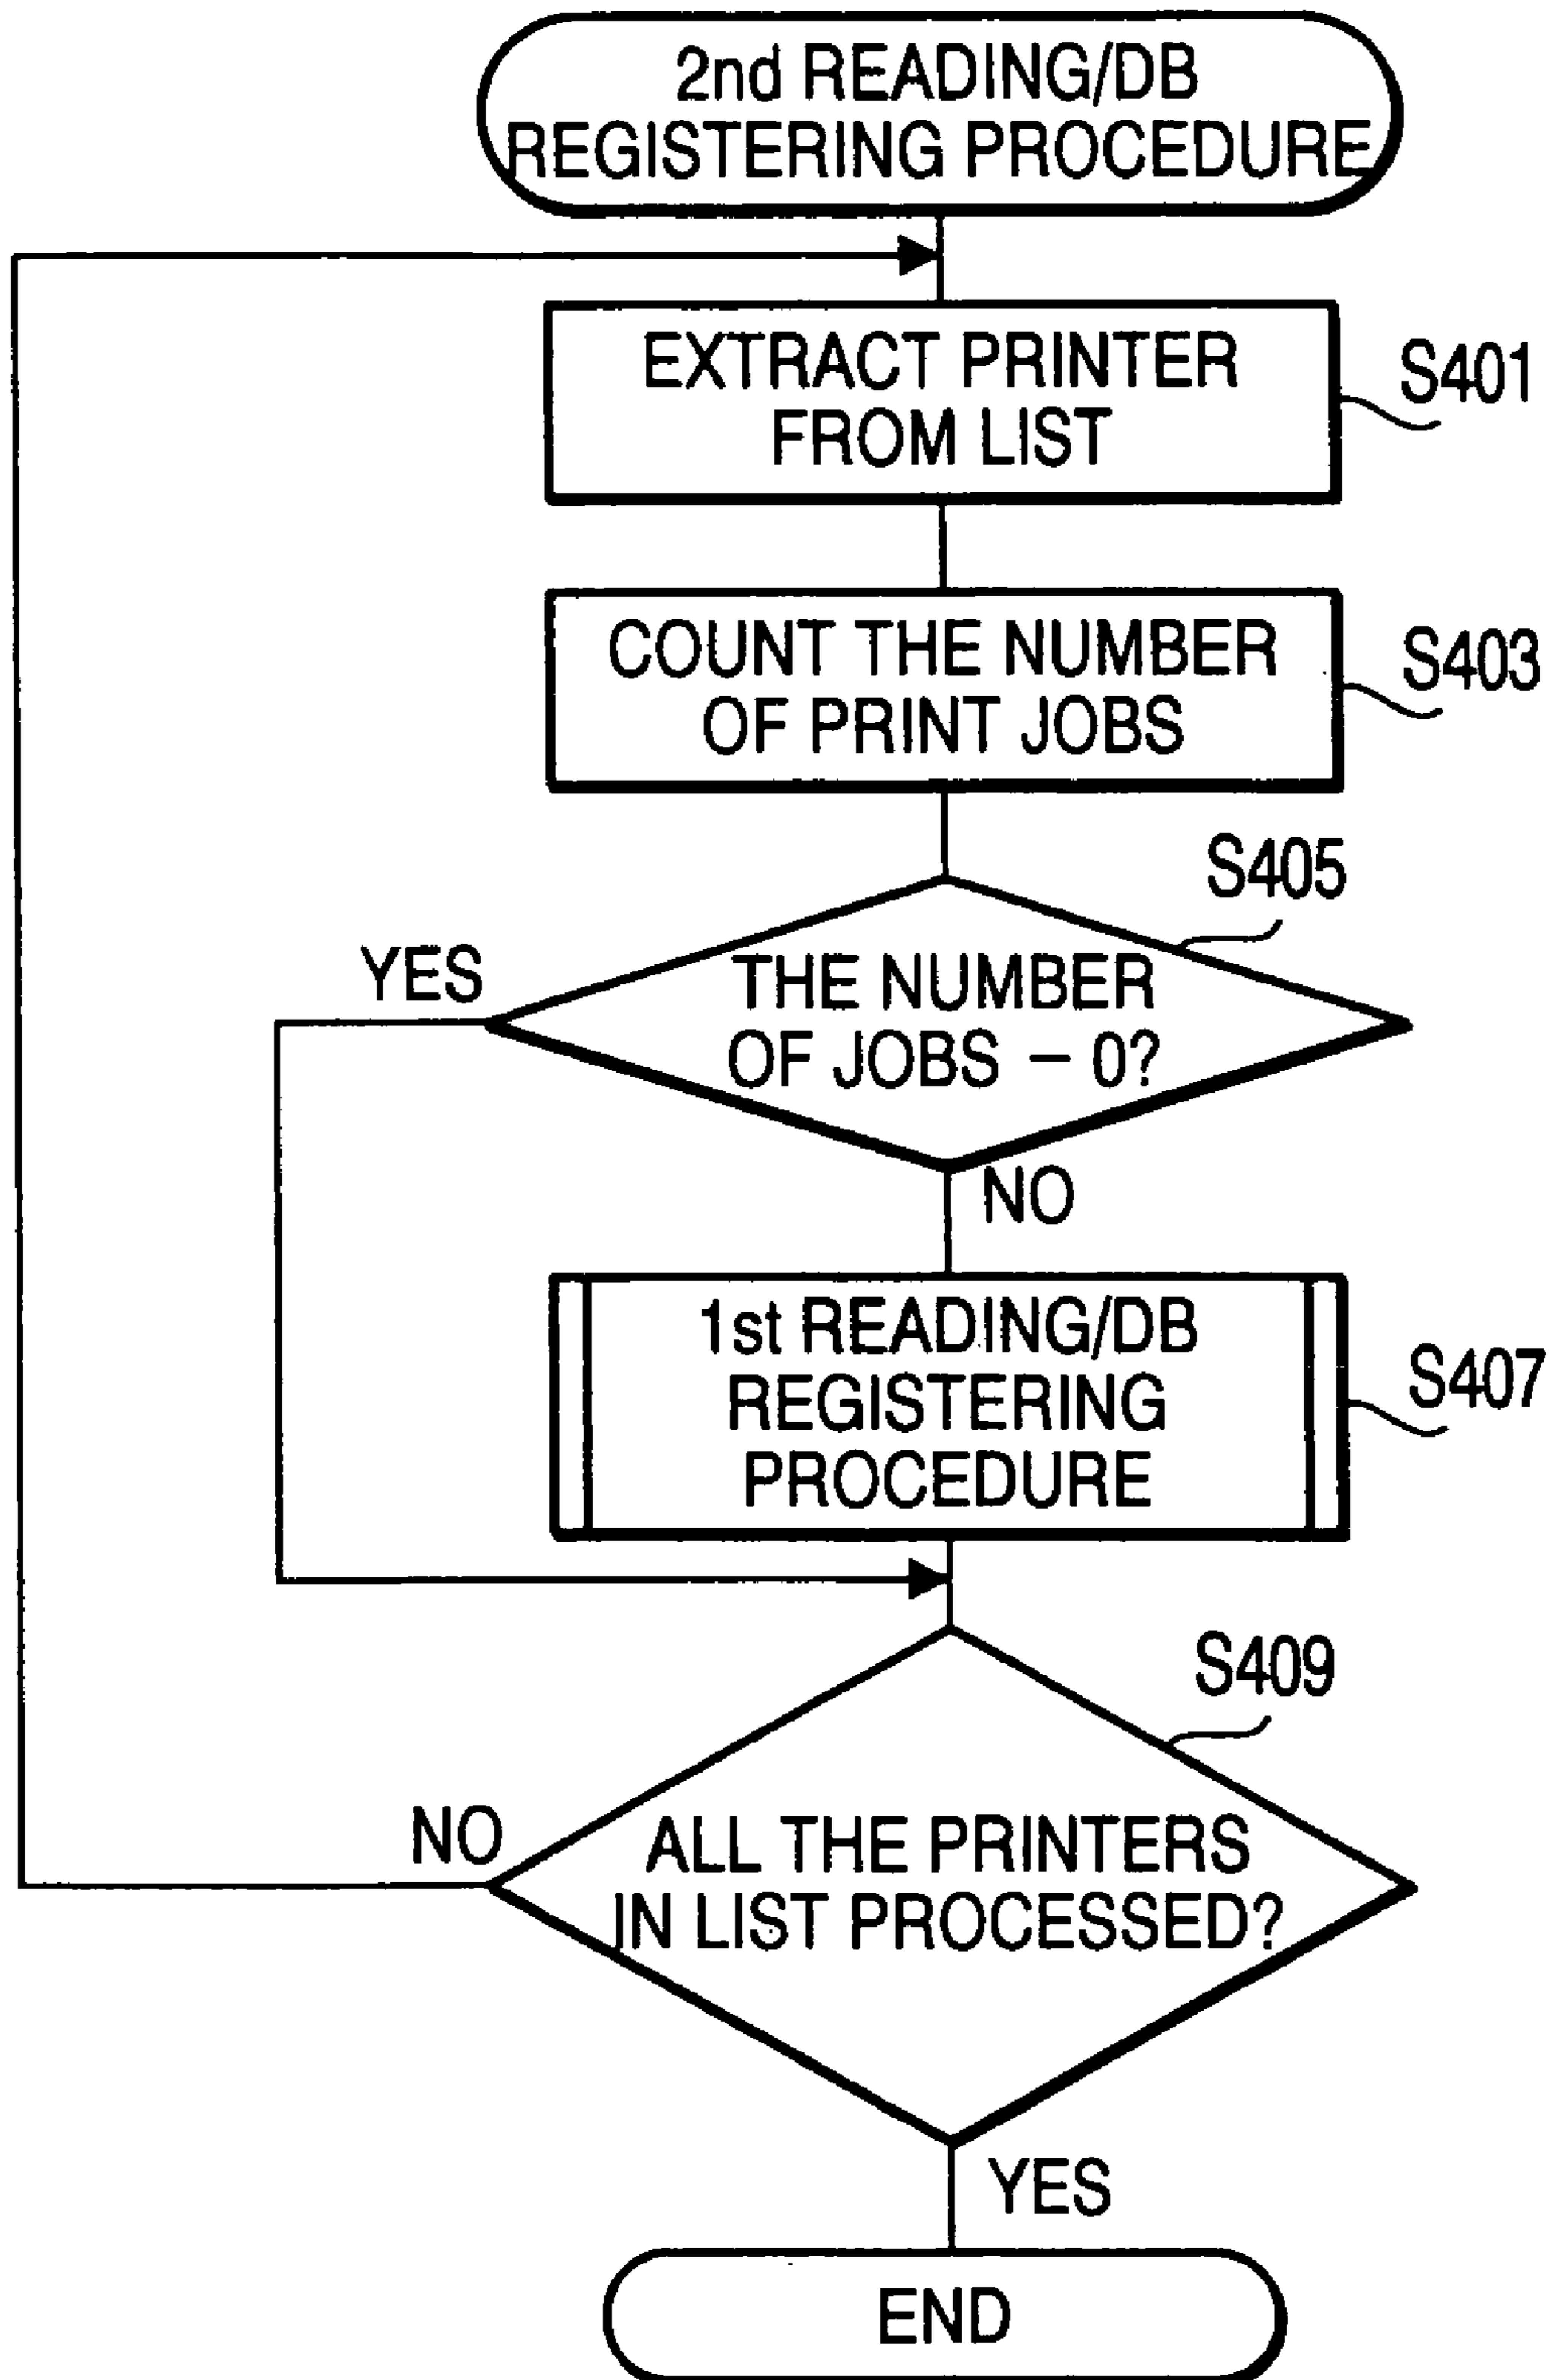 2nd READING/DB
REGISTERING PROCEDURE
EXTRACT PRINTER
FROM LIST
S401
COUNT THE NUMBER
OF PRINT JOBS
S403
S405
YES
THE NUMBER
OF JOBS – 0?
NO
1st READING/DB
REGISTERING
PROCEDURE
S407
S409
NO
ALL THE PRINTERS
IN LIST PROCESSED?
YES
END